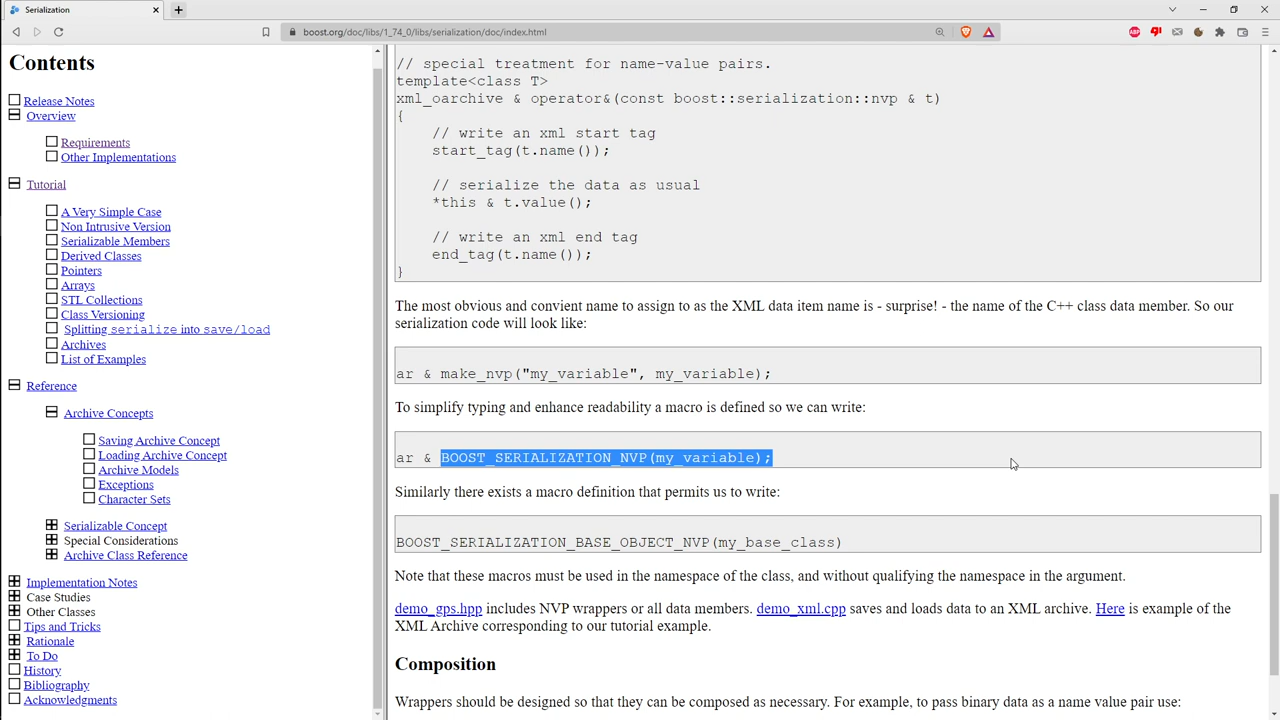 Serialization
boost.org/doc/libs/1_74_0/libs/serialization/doc/index.html
Contents
Release Notes
Overview
Requirements
Other Implementations
Tutorial
A Very Simple Case
Non Intrusive Version
Serializable Members
Derived Classes
Pointers
Arrays
STL Collections
Class Versioning
Splitting serialize into save/load
Archives
List of Examples
Reference
Archive Concepts
Saving Archive Concept
Loading Archive Concept
Archive Models
Exceptions
Character Sets
Serializable Concept
Special Considerations
Archive Class Reference
Implementation Notes
Case Studies
Other Classes
Tips and Tricks
Rationale
To Do
History
Bibliography
Acknowledgments
// special treatment for name-value pairs.
template<class T>
xml_oarchive & operator&(const boost::serialization::nvp & t)
{
// write an xml start tag
start_tag(t.name());
// serialize the data as usual
*this & t.value();
// write an xml end tag
end_tag(t.name());
}
The most obvious and convient name to assign to as the XML data item name is - surprise! - the name of the C++ class data member. So our
serialization code will look like:
ar & make_nvp("my_variable", my_variable);
To simplify typing and enhance readability a macro is defined so we can write:
ar & BOOST_SERIALIZATION_NVP(my_variable);
Similarly there exists a macro definition that permits us to write:
BOOST_SERIALIZATION_BASE_OBJECT_NVP(my_base_class)
Note that these macros must be used in the namespace of the class, and without qualifying the namespace in the argument.
demo_gps.hpp includes NVP wrappers or all data members. demo_xml.cpp saves and loads data to an XML archive. Here is example of the
XML Archive corresponding to our tutorial example.
Composition
Wrappers should be designed so that they can be composed as necessary. For example, to pass binary data as a name value pair use: